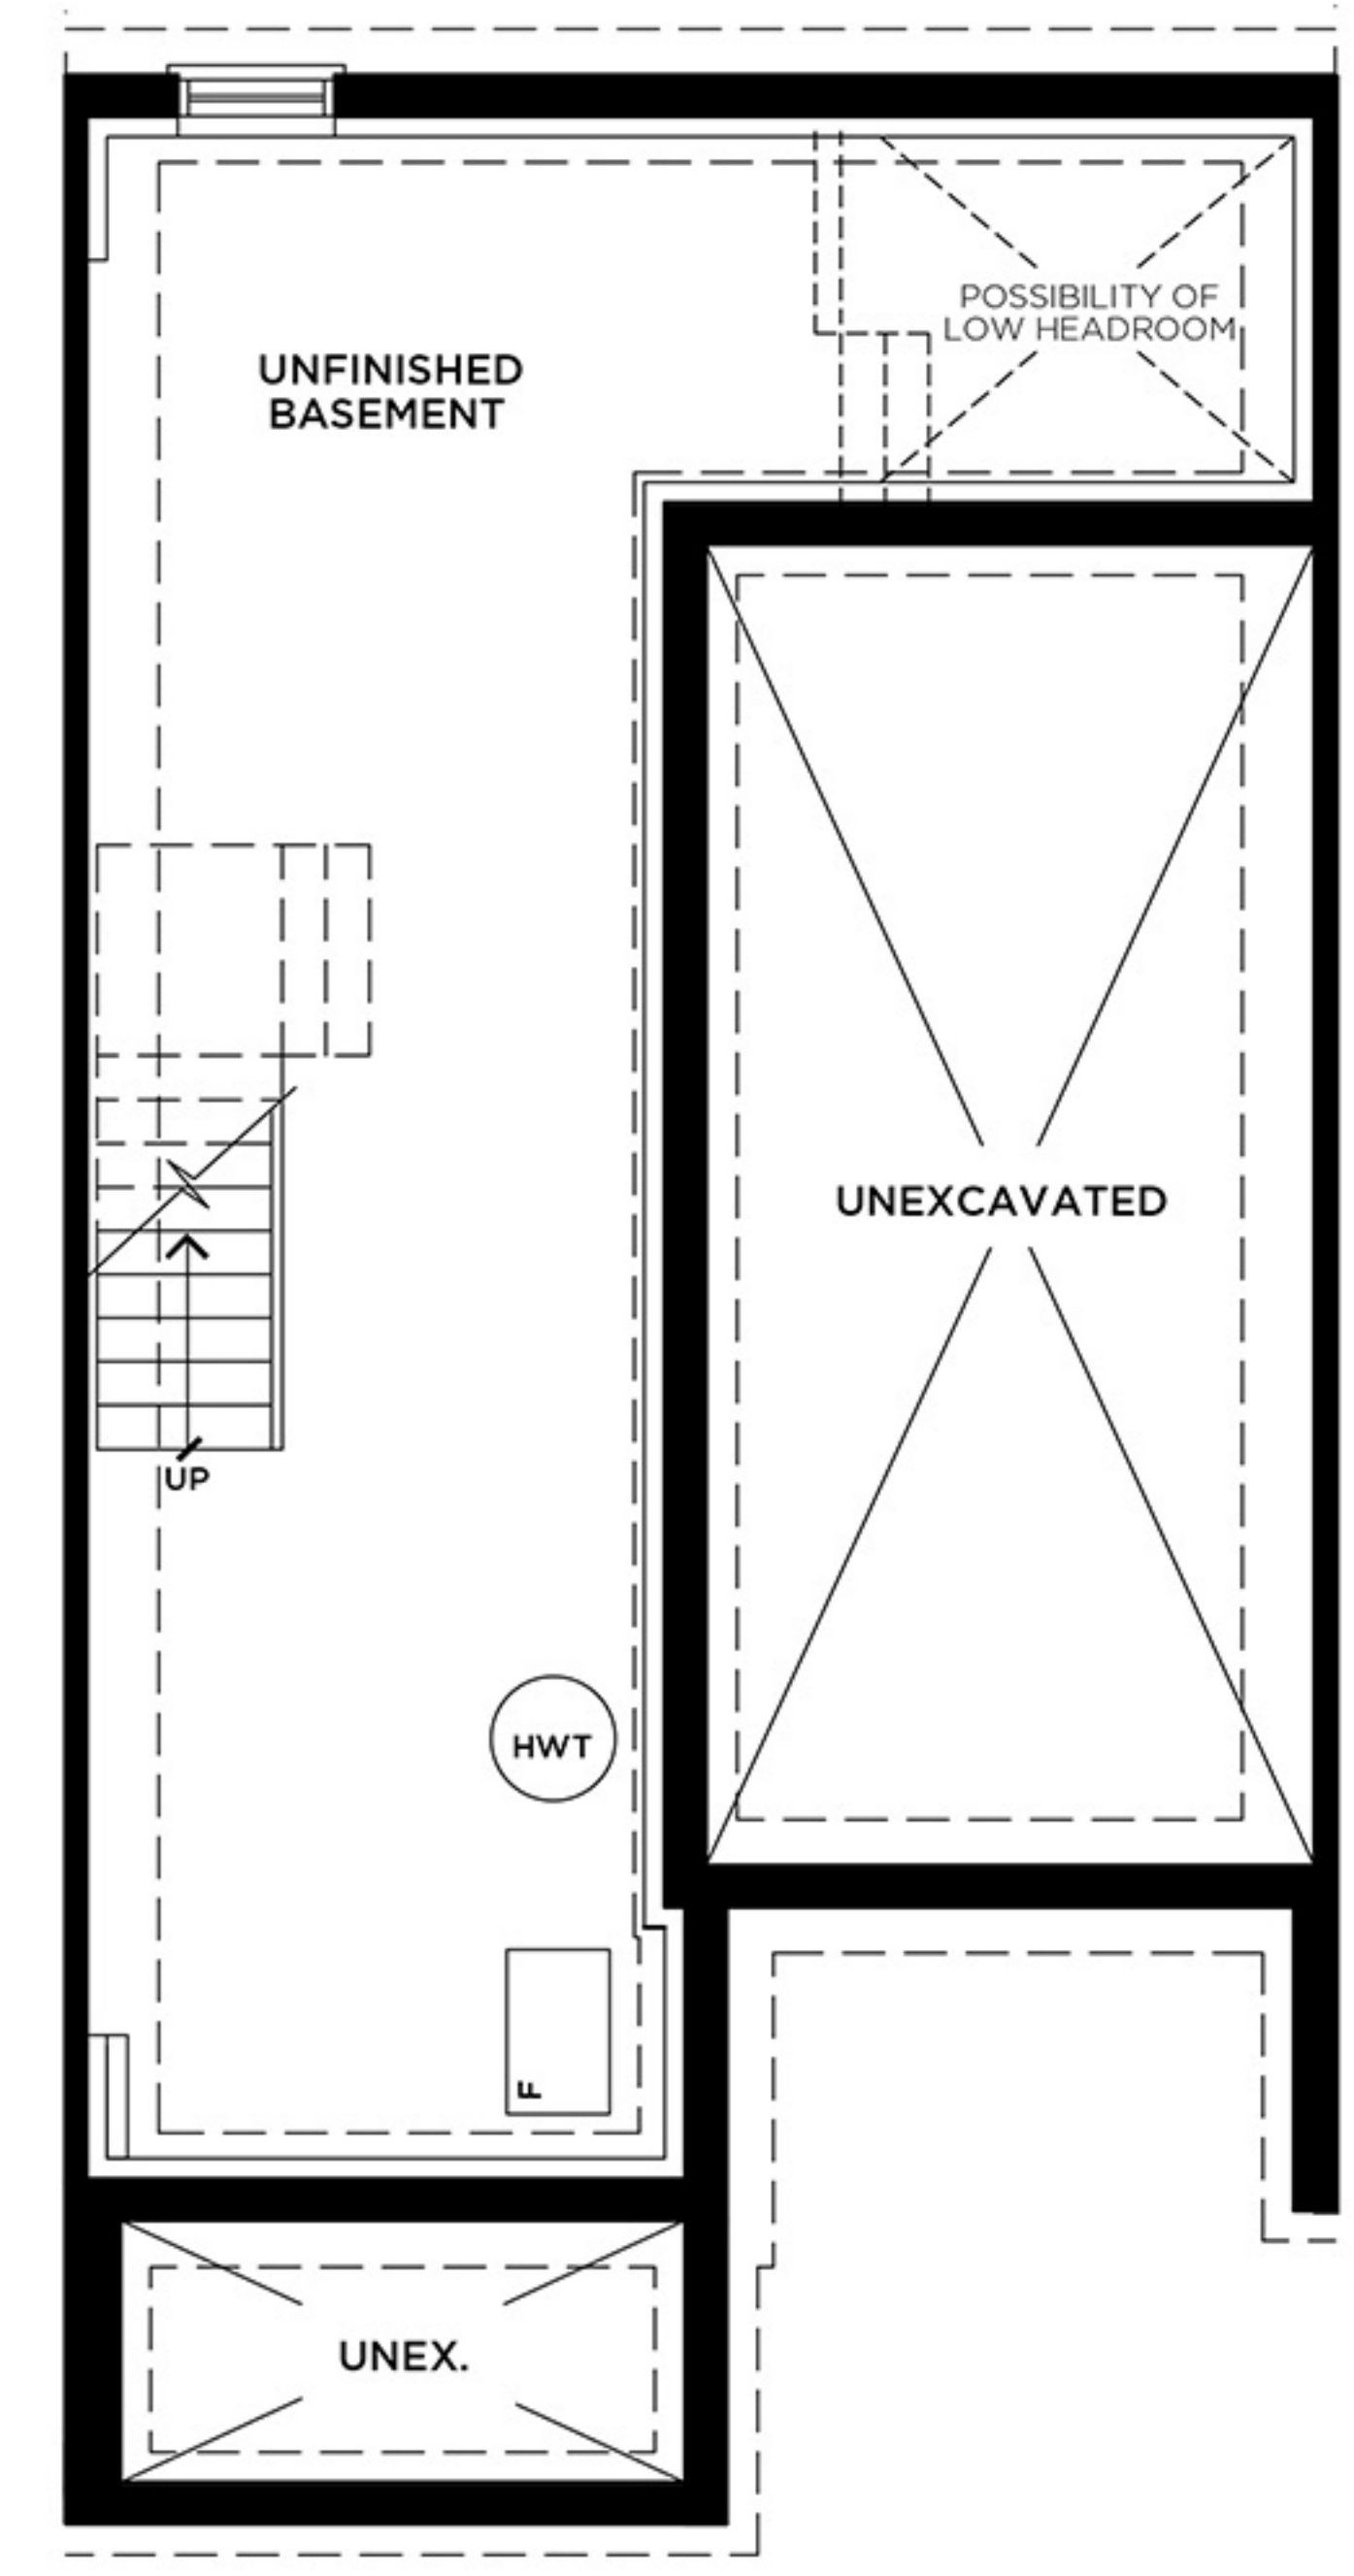 POSSIBILITY OF
LOW HEADROOM
UNFINISHED
BASEMENT
UNEXCAVATED
UP
HWT
F
UNEX.